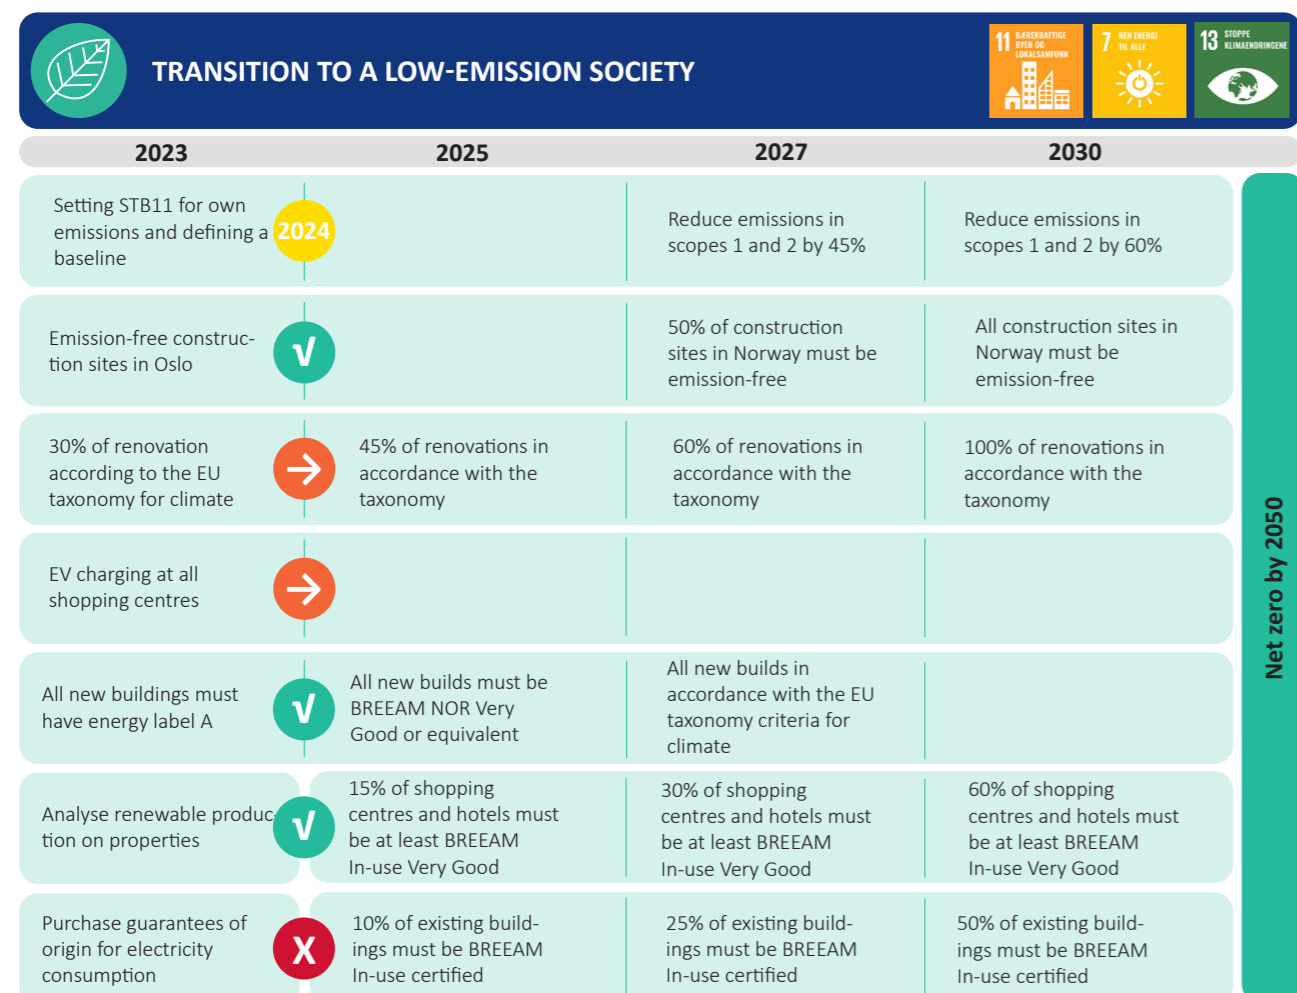 TRANSITION TO A LOW-EMISSION SOCIETY
11 BÆREKRAFTIGE
BYER OG
LOKALSAMFUNN
7 REN ENERGI
TIL ALLE
13 STOPPE
KLIMAENDRINGENE
2023
2025
2027
2030
Setting STB11 for own
emissions and defining a
baseline
2024
Reduce emissions in
scopes 1 and 2 by 45%
Reduce emissions in
scopes 1 and 2 by 60%
Emission-free construc-
tion sites in Oslo
√
50% of construction
sites in Norway must be
emission-free
All construction sites in
Norway must be
emission-free
30% of renovation
according to the EU
taxonomy for climate
→
45% of renovations in
accordance with the
taxonomy
60% of renovations in
accordance with the
taxonomy
100% of renovations in
accordance with the
taxonomy
EV charging at all
shopping centres
→
All new buildings must
have energy label A
√
All new builds must be
BREEAM NOR Very
Good or equivalent
All new builds in
accordance with the EU
taxonomy criteria for
climate
Analyse renewable produc-
tion on properties
√
15% of shopping
centres and hotels must
be at least BREEAM
In-use Very Good
30% of shopping
centres and hotels must
be at least BREEAM
In-use Very Good
60% of shopping
centres and hotels must
be at least BREEAM
In-use Very Good
Purchase guarantees of
origin for electricity
consumption
X
10% of existing build-
ings must be BREEAM
In-use certified
25% of existing build-
ings must be BREEAM
In-use certified
50% of existing build-
ings must be BREEAM
In-use certified
Net zero by 2050